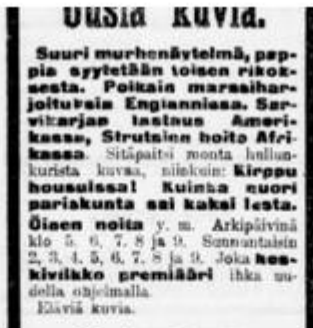 Uusia kuvia.
Suuri murhenäytelmä, pap-
pia syytetään toisen rikok-
sesta. Poikain marssihar-
joituksia Englannissa. Sar-
vikarjan lastaus Ameri-
kassa, Strutsien hoito Afri-
kassa. Sitäpaitsi monta hullun-
kurista kuvaa, niinkuin: Kirppu
housuissa! Kuinka nuori
pariakunta sai kaksi lasta.
Öinen noita y. m. Arkipäivinä
klo 5. 6, 7. 8 ja 9. Sunnuntaisin
2, 3, 4. 5, 6, 7. 8 ja 9. Joka kes-
kiviikko premiääri ihka uu-
della ohjelmalla.
Eläviä kuvia.